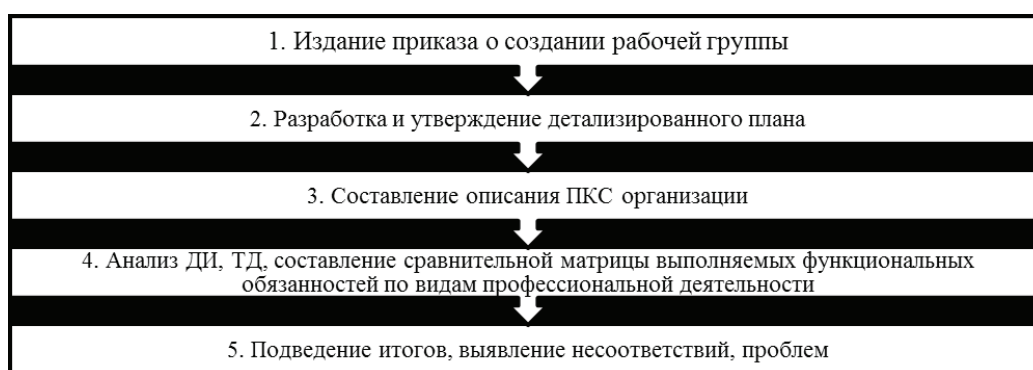 1. Издание приказа о создании рабочей группы
2. Разработка и утверждение детализированного плана
3. Составление описания ПКС организации
4. Анализ ДИ, ТД, составление сравнительной матрицы выполняемых функциональных
обязанностей по видам профессиональной деятельности
5. Подведение итогов, выявление несоответствий, проблем